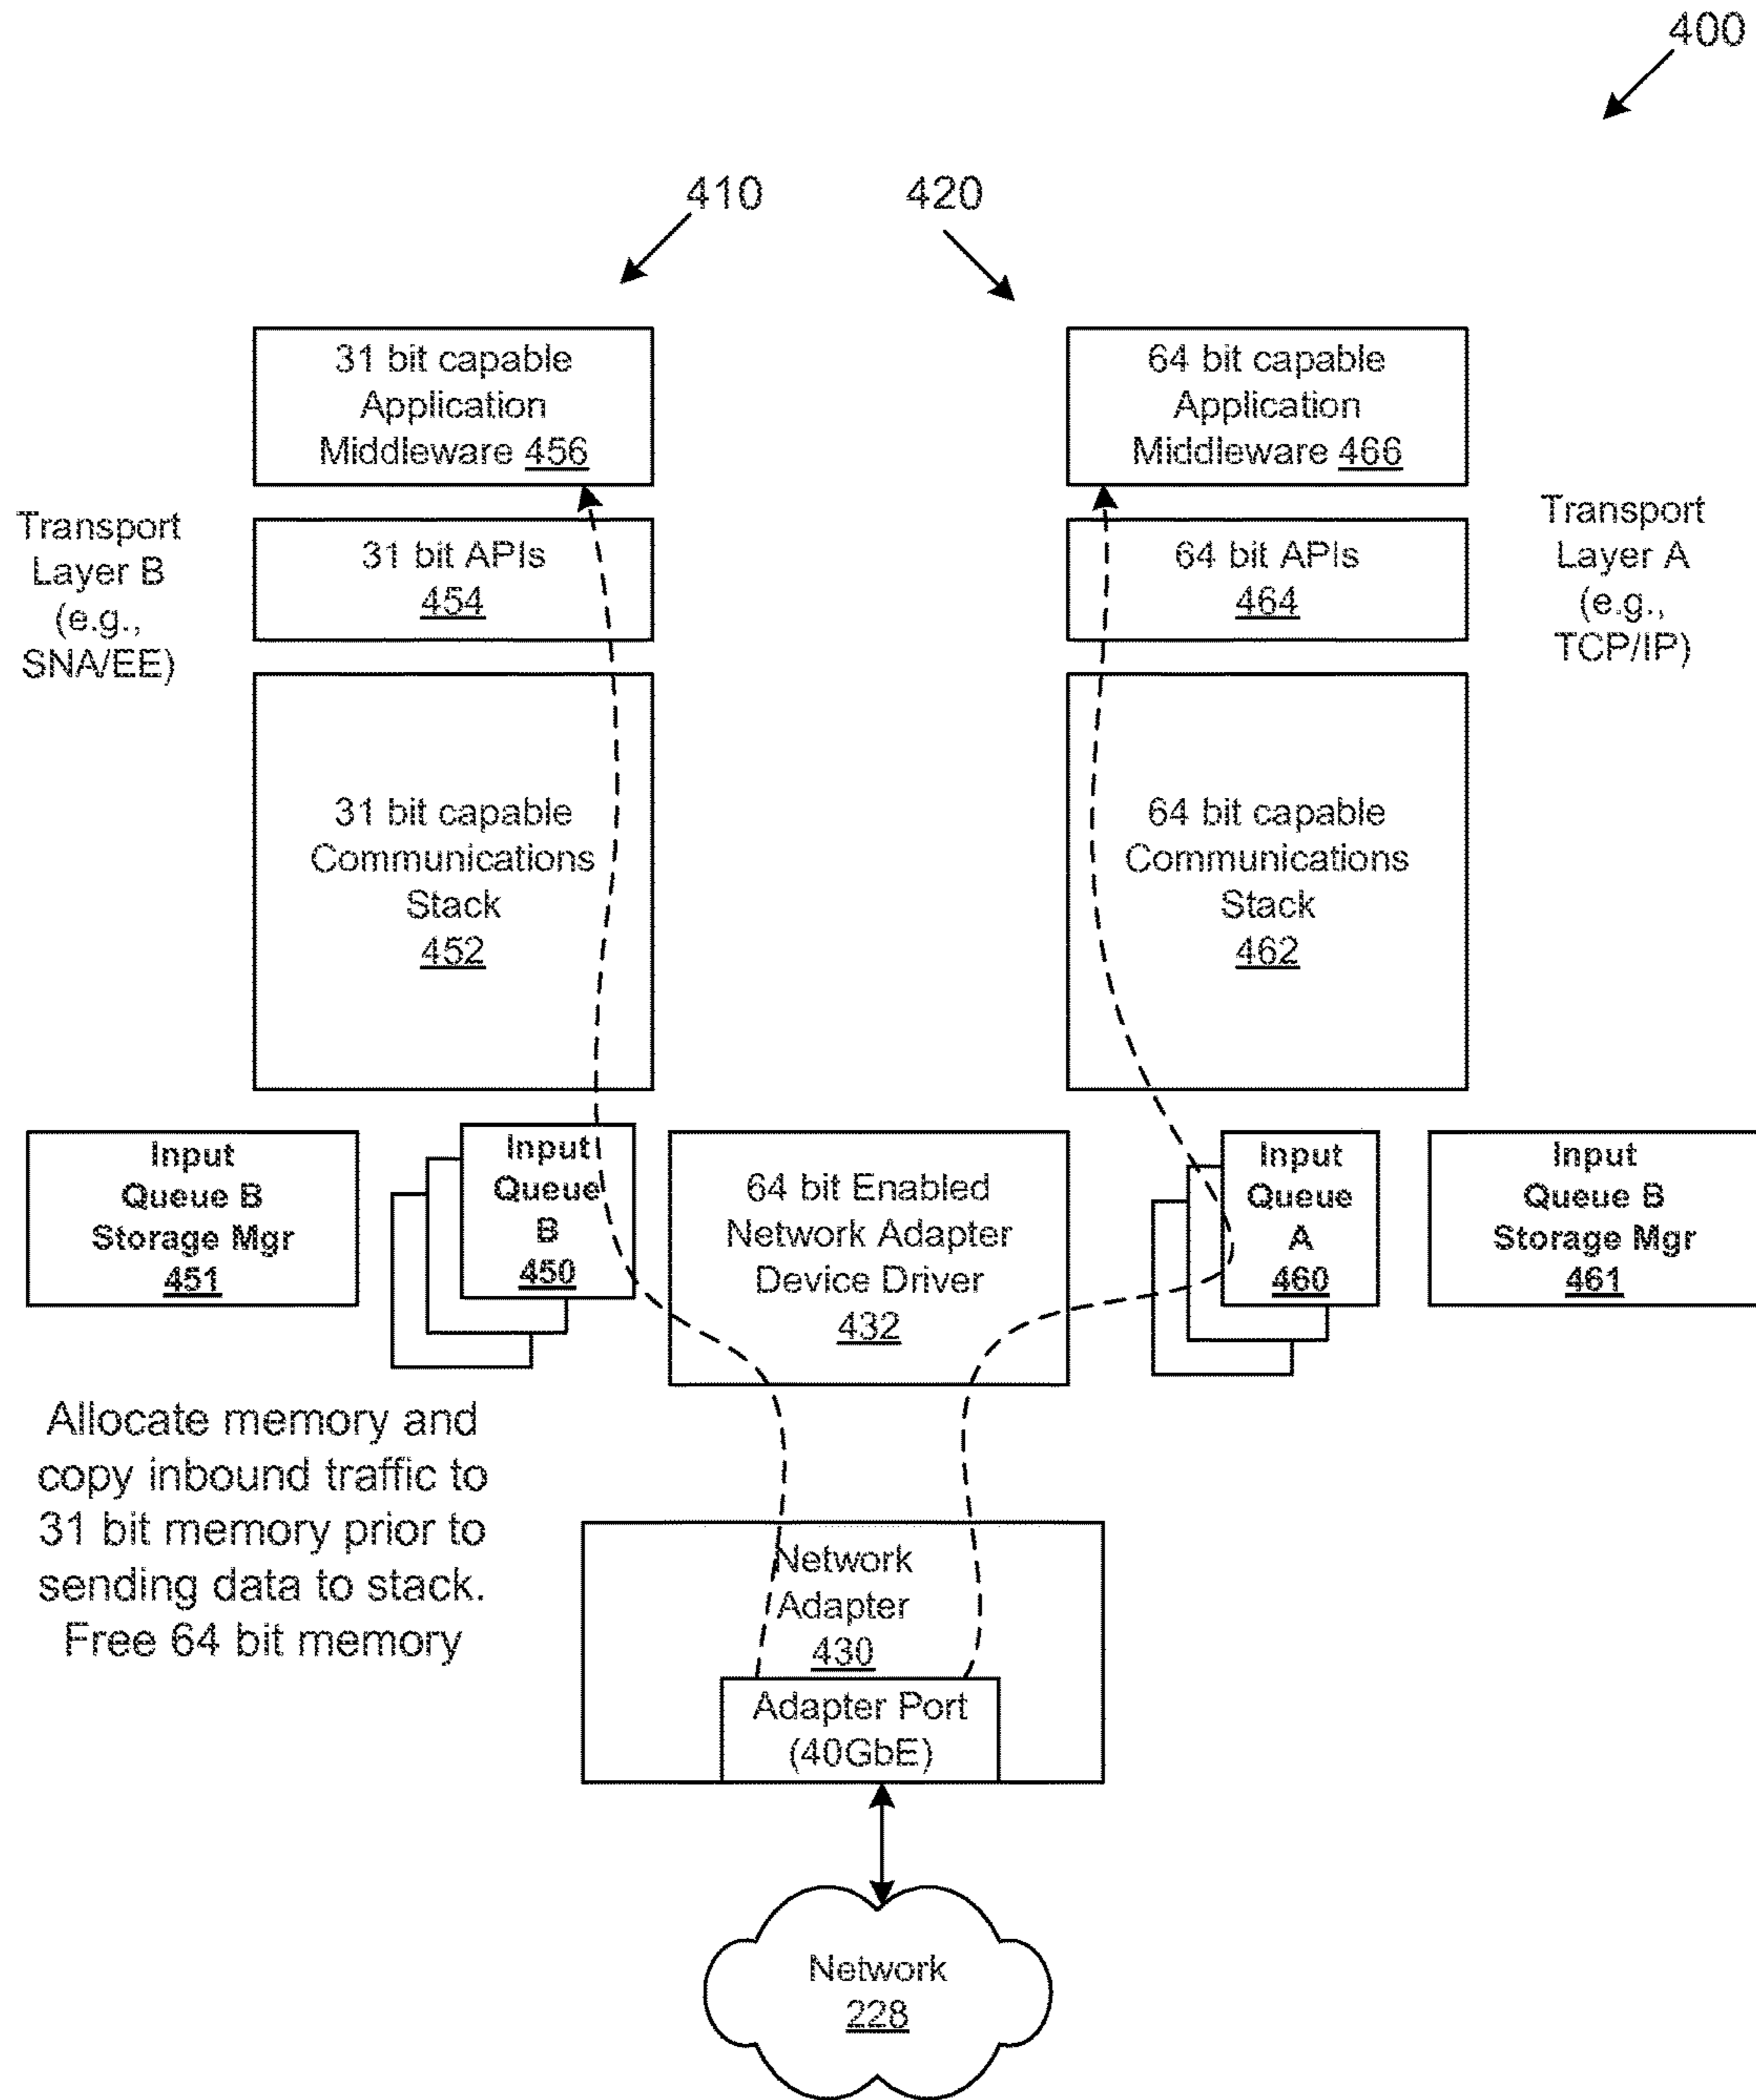 400
410
420
31 bit capable
Application
Middleware 456
64 bit capable
Application
Middleware 466
Transport
Layer B
(e.g.,
SNA/EE)
31 bit APIs
454
64 bit APIs
464
Transport
Layer A
(e.g.,
TCP/IP)
31 bit capable
Communications
Stack
452
64 bit capable
Communications
Stack
462
Input
Queue B
Storage Mgr
451
Input
Queue
B
450
64 bit Enabled
Network Adapter
Device Driver
432
Input
Queue
A
460
Input
Queue B
Storage Mgr
461
Allocate memory and
copy inbound traffic to
31 bit memory prior to
sending data to stack.
Free 64 bit memory
Network
Adapter
430
Adapter Port
(40GbE)
Network
228